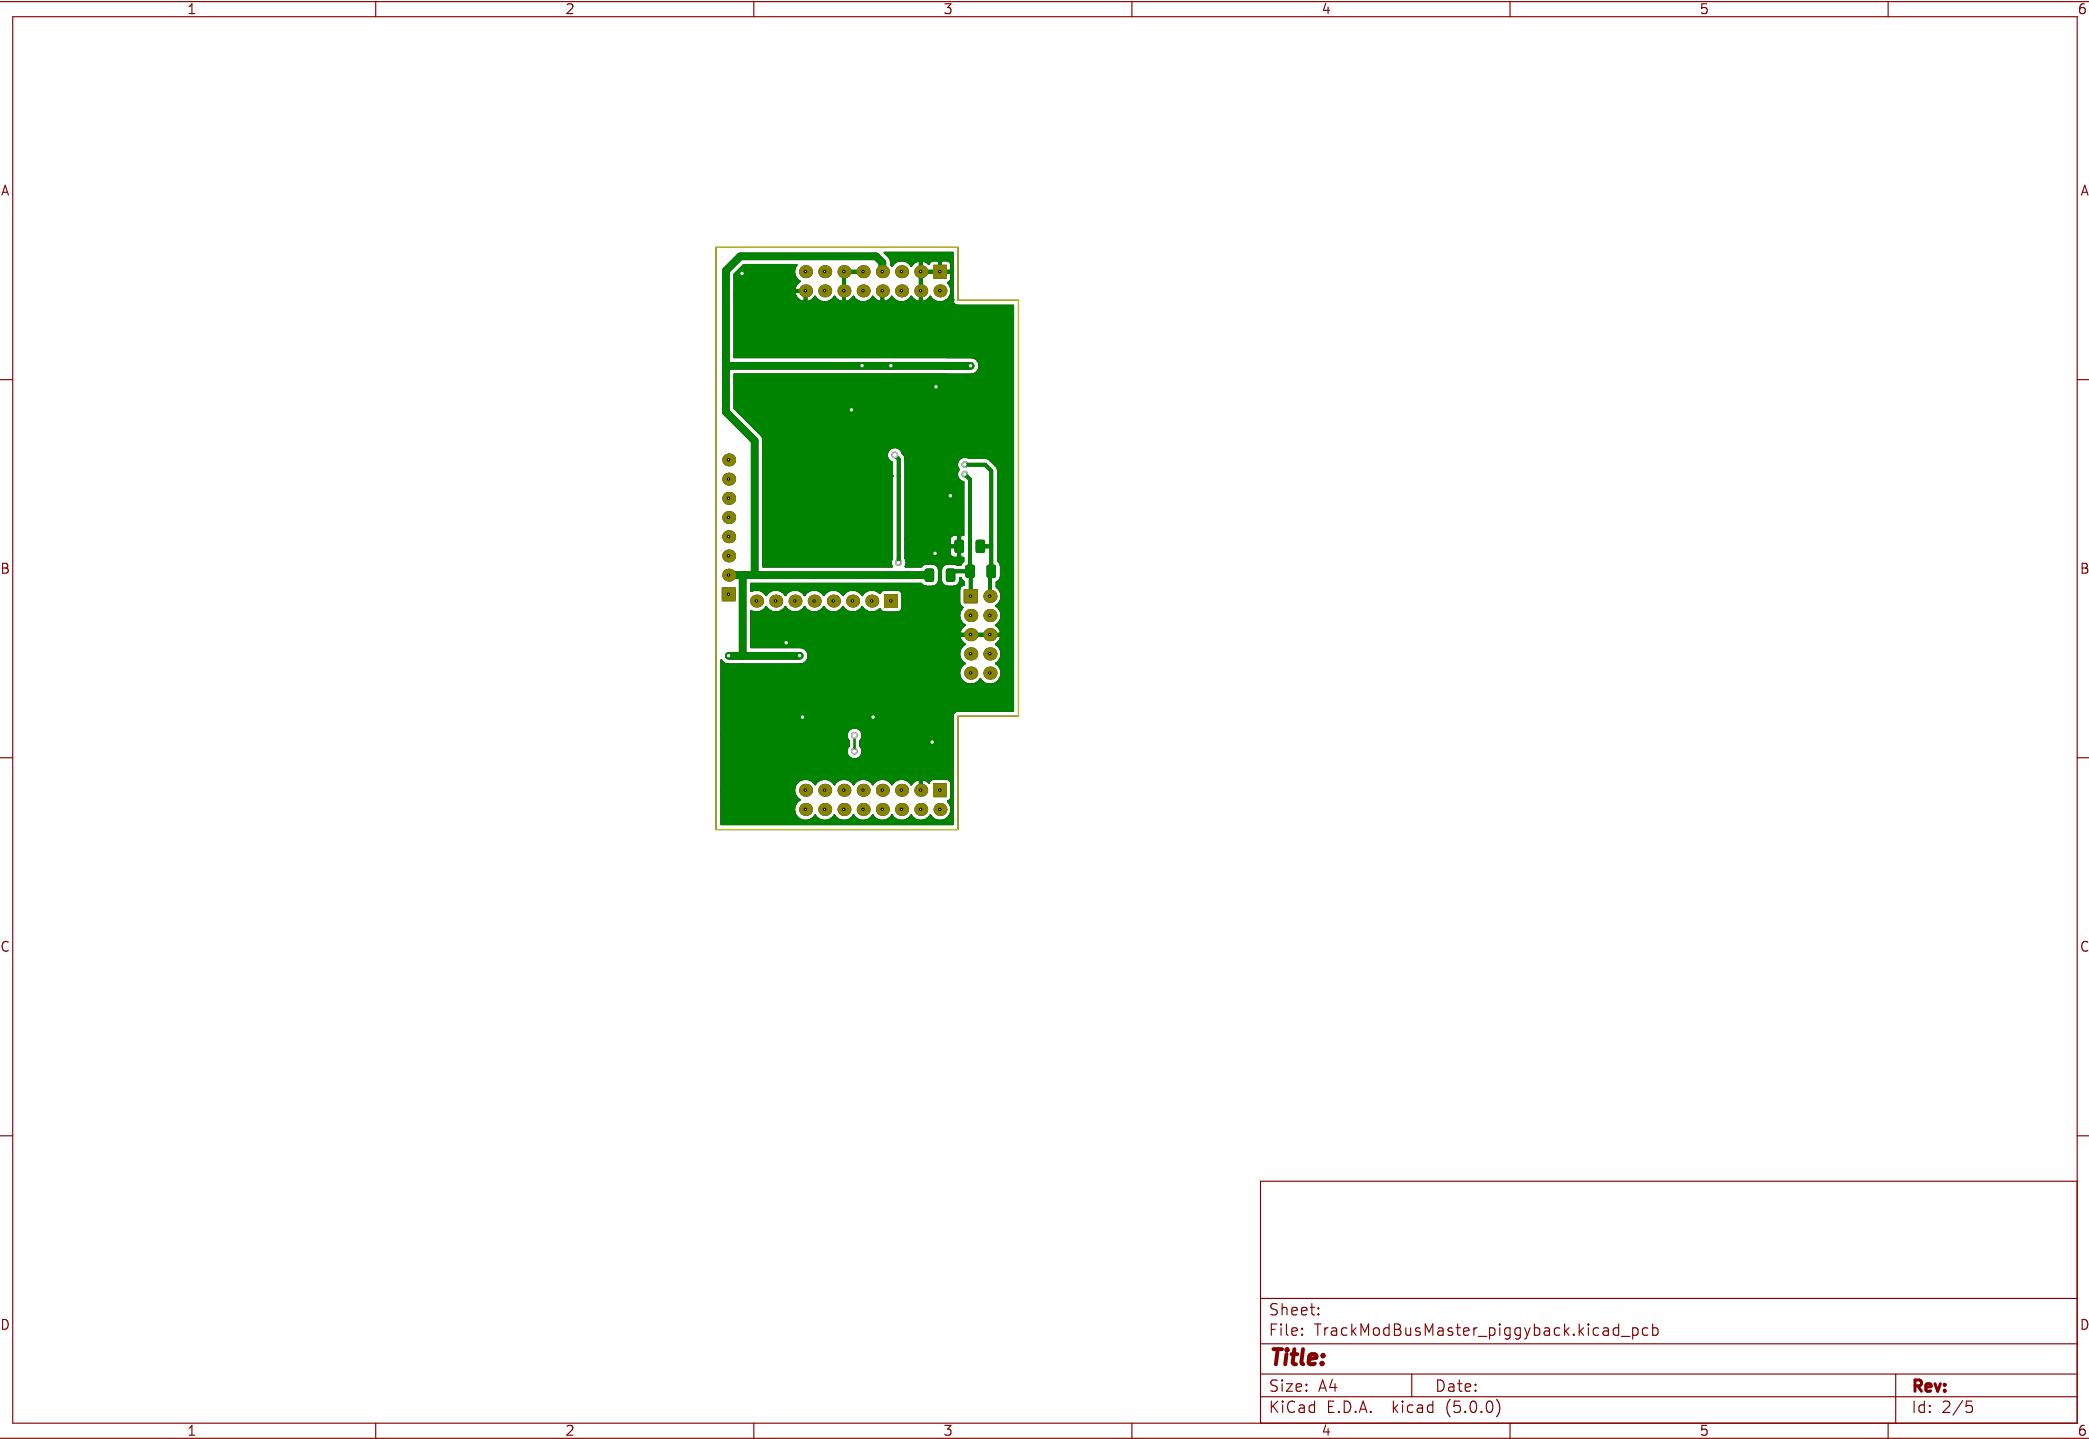 1 2 3 4 5 6
A A
B B
C C
Sheet:
File: TrackModBusMaster_piggyback.kicad_pcb
D D
Title:
Size: A4 Date: Rev:
KiCad E.D.A. kicad (5.0.0) Id: 2/5
1 2 3 4 5 6